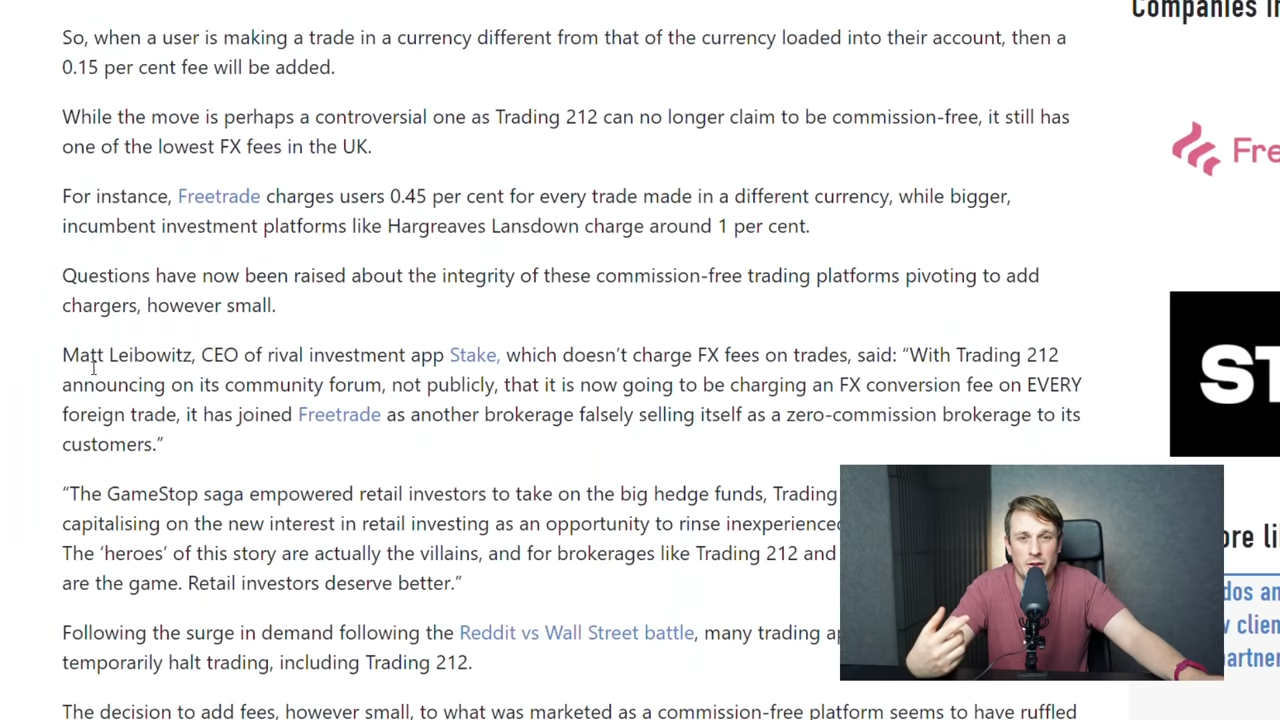 Companies i
So, when a user is making a trade in a currency different from that of the currency loaded into their account, then a
0.15 per cent fee will be added.
While the move is perhaps a controversial one as Trading 212 can no longer claim to be commission-free, it still has
one of the lowest FX fees in the UK.
Fre
For instance, Freetrade charges users 0.45 per cent for every trade made in a different currency, while bigger,
incumbent investment platforms like Hargreaves Lansdown charge around 1 per cent.
Questions have now been raised about the integrity of these commission-free trading platforms pivoting to add
chargers, however small.
Matt Leibowitz, CEO of rival investment app Stake, which doesn’t charge FX fees on trades, said: “With Trading 212
announcing on its community forum, not publicly, that it is now going to be charging an FX conversion fee on EVERY
foreign trade, it has joined Freetrade as another brokerage falsely selling itself as a zero-commission brokerage to its
customers.”
ST
“The GameStop saga empowered retail investors to take on the big hedge funds, Trading
capitalising on the new interest in retail investing as an opportunity to rinse inexperienced
The ‘heroes’ of this story are actually the villains, and for brokerages like Trading 212 and
are the game. Retail investors deserve better.”
ore li
dos an
v clien
partner
Following the surge in demand following the Reddit vs Wall Street battle, many trading ap
temporarily halt trading, including Trading 212.
The decision to add fees, however small, to what was marketed as a commission-free platform seems to have ruffled